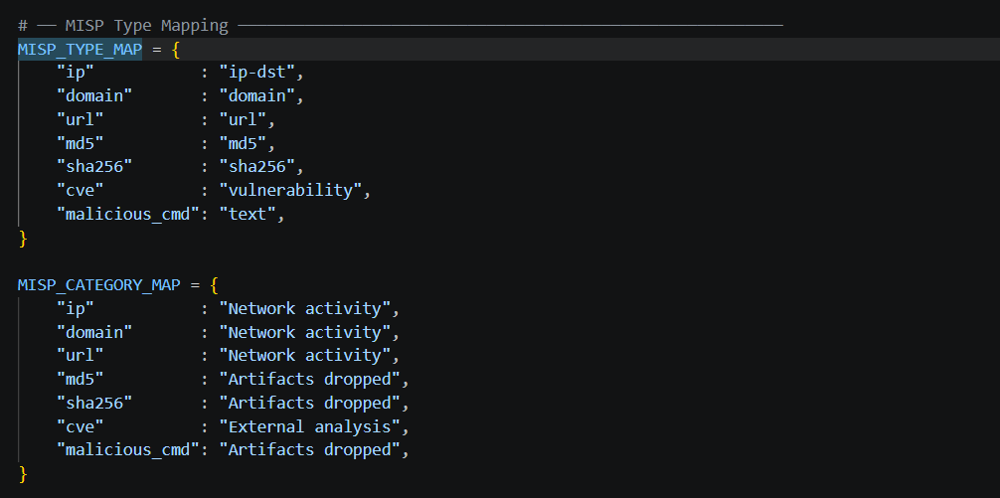 # ── MISP Type Mapping ──────────────────────────────────────────────────────────
MISP_TYPE_MAP = {
    "ip"           : "ip-dst",
    "domain"       : "domain",
    "url"          : "url",
    "md5"          : "md5",
    "sha256"       : "sha256",
    "cve"          : "vulnerability",
    "malicious_cmd": "text",
}
MISP_CATEGORY_MAP = {
    "ip"           : "Network activity",
    "domain"       : "Network activity",
    "url"          : "Network activity",
    "md5"          : "Artifacts dropped",
    "sha256"       : "Artifacts dropped",
    "cve"          : "External analysis",
    "malicious_cmd": "Artifacts dropped",
}